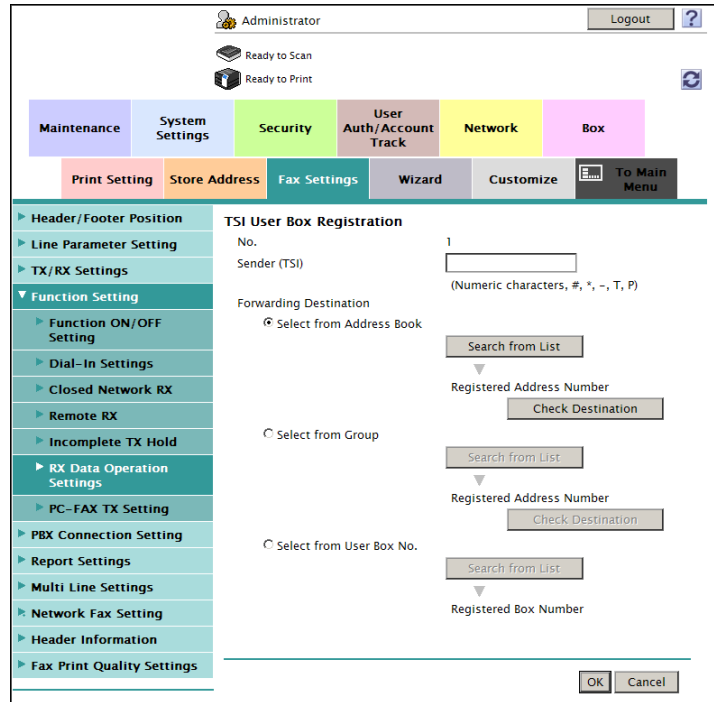 Administrator
Logout
?
Ready to Scan
Ready to Print
Maintenance
System
Settings
Security
User
Auth/Account
Track
Network
Box
Print Setting
Store Address
Fax Settings
Wizard
Customize
To Main
Menu
Header/Footer Position
Line Parameter Setting
TX/RX Settings
Function Setting
Function ON/OFF
Setting
Dial-In Settings
Closed Network RX
Remote RX
Incomplete TX Hold
RX Data Operation
Settings
PC-FAX TX Setting
PBX Connection Setting
Report Settings
Multi Line Settings
Network Fax Setting
Header Information
Fax Print Quality Settings
TSI User Box Registration
No. 1
Sender (TSI)
(Numeric characters, #, *, -, T, P)
Forwarding Destination
Select from Address Book
Search from List
Registered Address Number
Check Destination
Select from Group
Search from List
Registered Address Number
Check Destination
Select from User Box No.
Search from List
Registered Box Number
OK Cancel